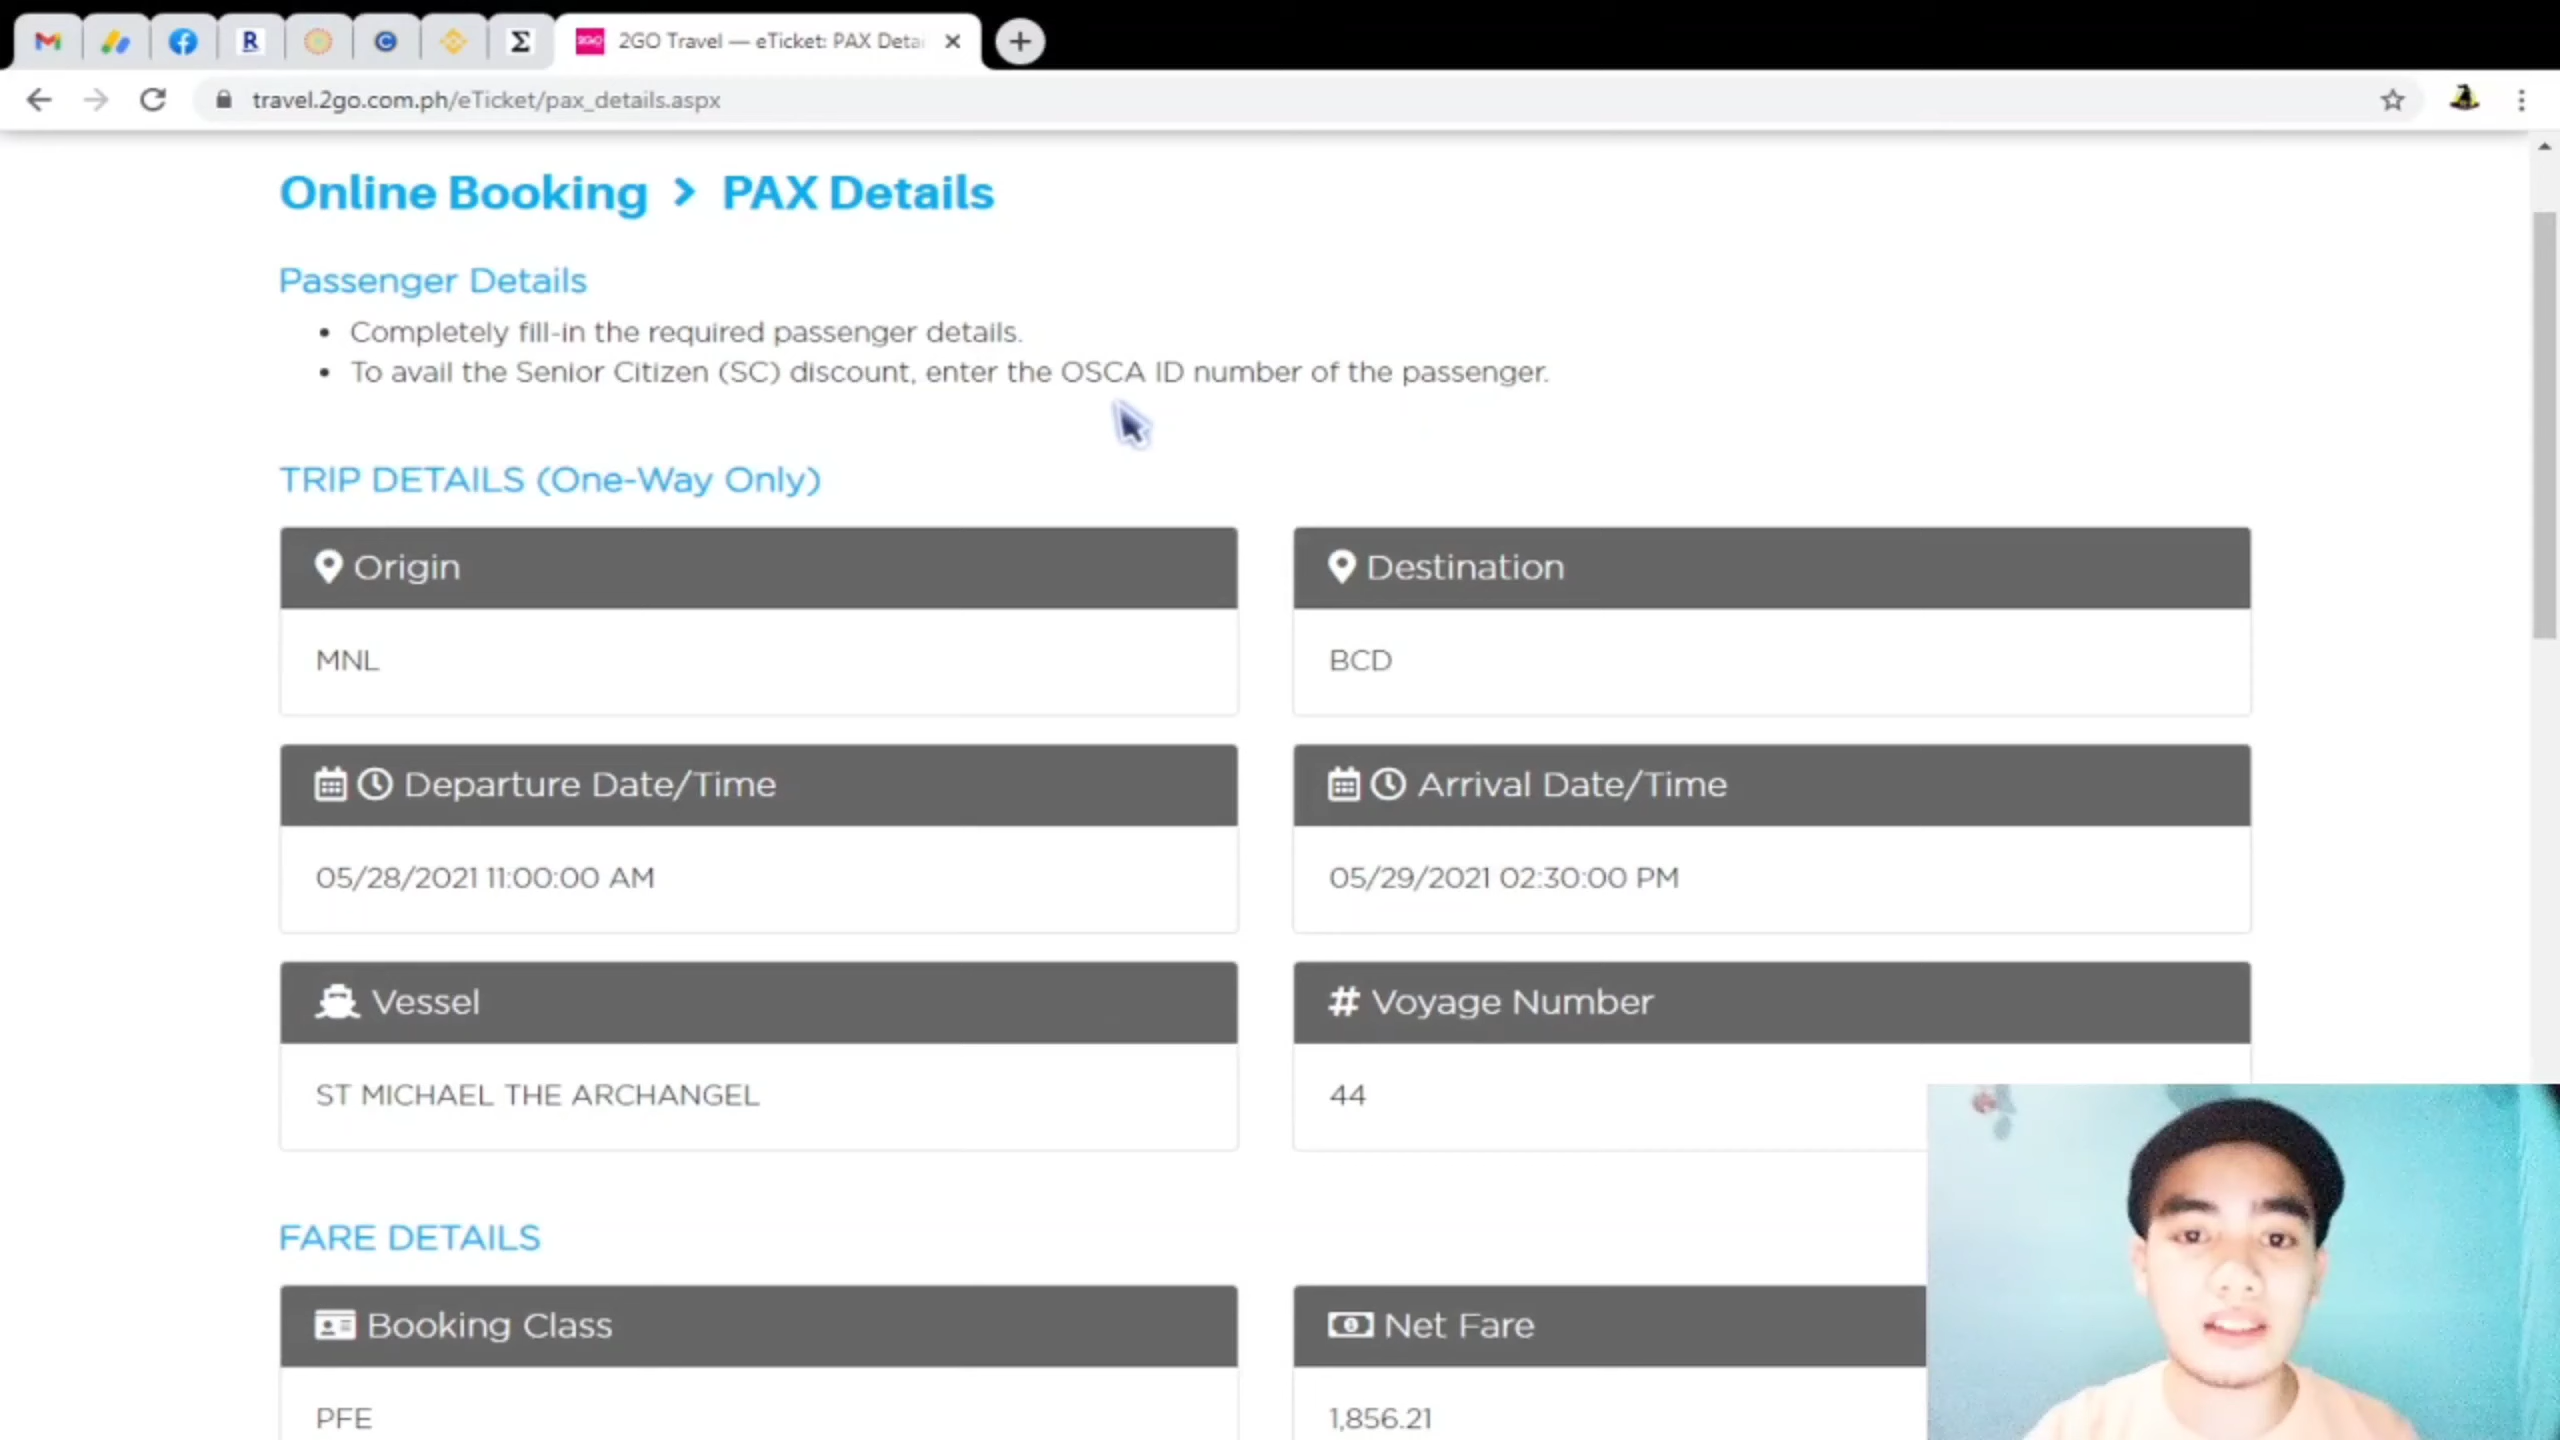 2GO
2GO Travel — eTicket: PAX Detai
travel.2go.com.ph/eTicket/pax_details.aspx
Online Booking > PAX Details
Passenger Details
• Completely fill-in the required passenger details.
• To avail the Senior Citizen (SC) discount, enter the OSCA ID number of the passenger.
TRIP DETAILS (One-Way Only)
Origin
Destination
MNL
BCD
Departure Date/Time
Arrival Date/Time
05/28/2021 11:00:00 AM
05/29/2021 02:30:00 PM
Vessel
# Voyage Number
ST MICHAEL THE ARCHANGEL
44
FARE DETAILS
Booking Class
Net Fare
PFE
1,856.21